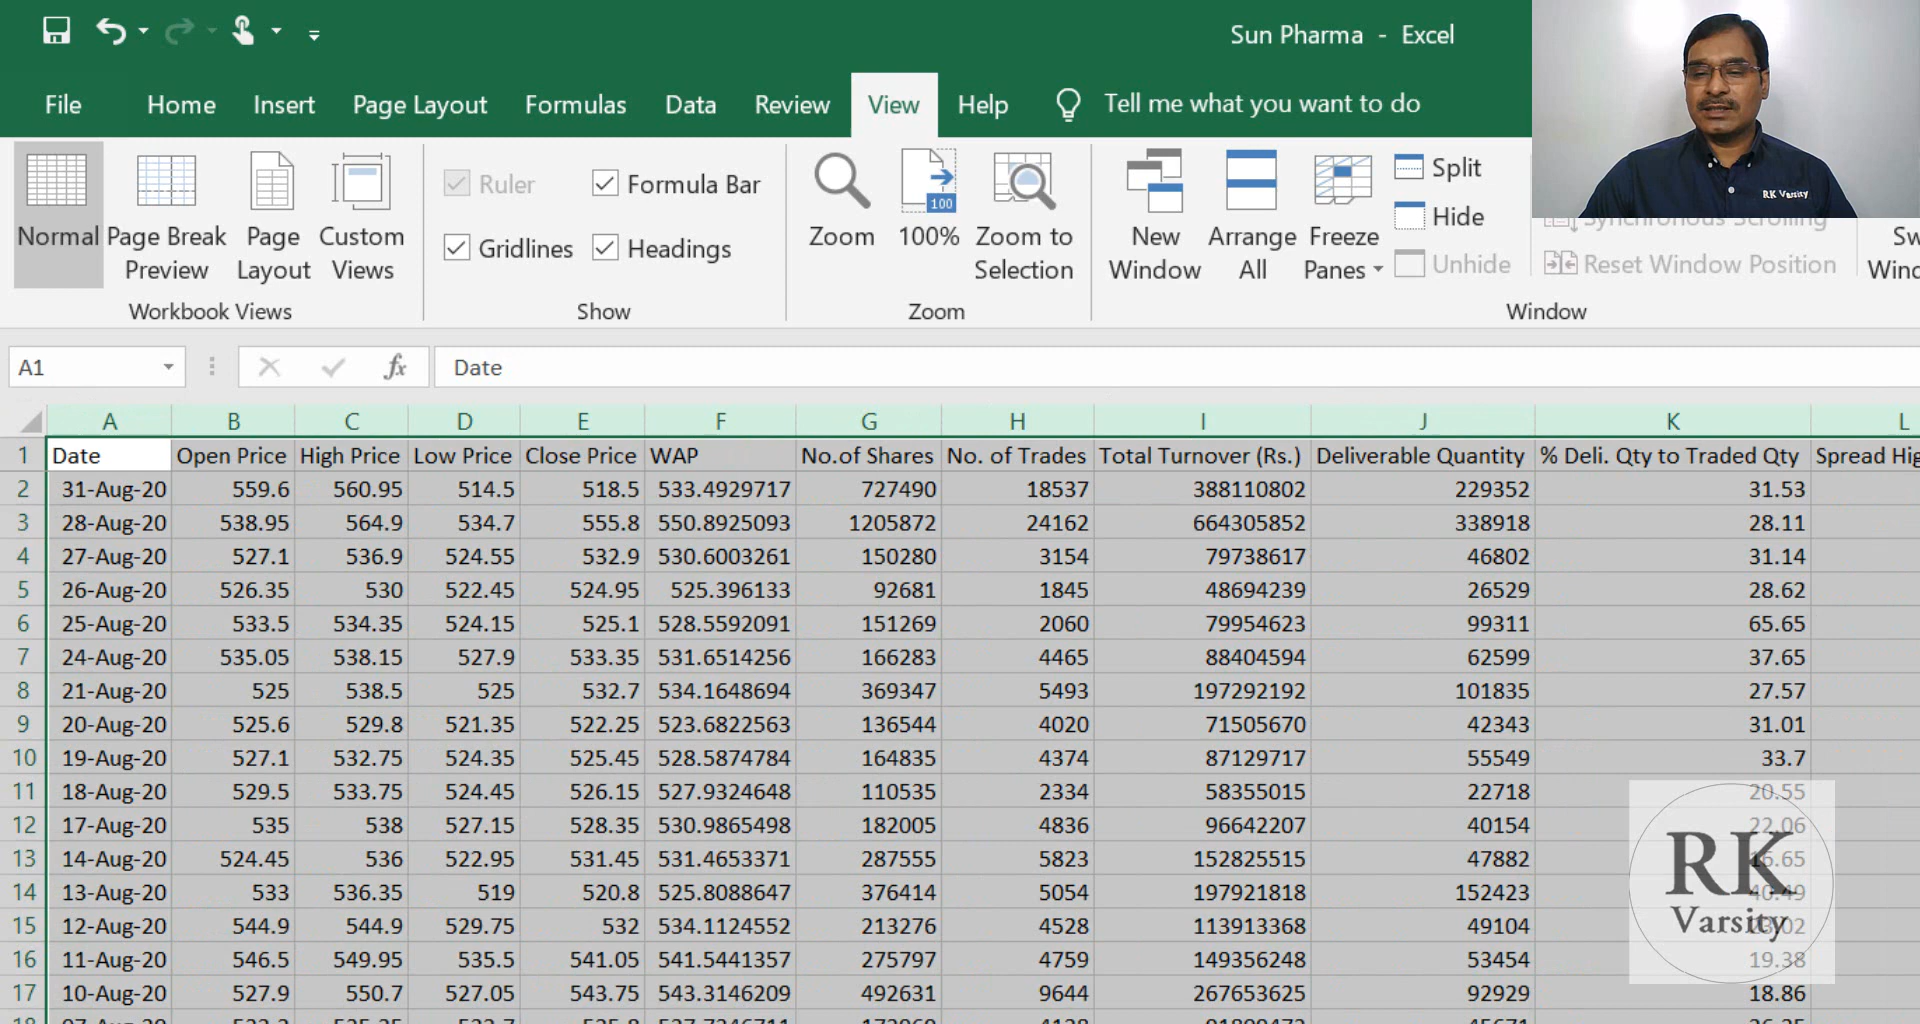 Sun Pharma - Excel
File Home Insert Page Layout Formulas Data Review View Help Tell me what you want to do
RK Varsity
Normal Page Break Preview Page Layout Custom Views
Workbook Views
Ruler Formula Bar
Gridlines Headings
Show
Zoom 100% Zoom to Selection
100
Zoom
New Window Arrange All Freeze Panes
Split
Hide
Unhide
Synchronous Scrolling
Reset Window Position
Window
A1 fx Date
A B C D E F G H I J K L
1 Date Open Price High Price Low Price Close Price WAP No.of Shares No. of Trades Total Turnover (Rs.) Deliverable Quantity % Deli. Qty to Traded Qty Spread
2 31-Aug-20 559.6 560.95 514.5 518.5 533.4929717 727490 18537 388110802 229352 31.53
3 28-Aug-20 538.95 564.9 534.7 555.8 550.8925093 1205872 24162 664305852 338918 28.11
4 27-Aug-20 527.1 536.9 524.55 532.9 530.6003261 150280 3154 79738617 46802 31.14
5 26-Aug-20 526.35 530 522.45 524.95 525.396133 92681 1845 48694239 26529 28.62
6 25-Aug-20 533.5 534.35 524.15 525.1 528.5592091 151269 2060 79954623 99311 65.65
7 24-Aug-20 535.05 538.15 527.9 533.35 531.6514256 166283 4465 88404594 62599 37.65
8 21-Aug-20 525 538.5 525 532.7 534.1648694 369347 5493 197292192 101835 27.57
9 20-Aug-20 525.6 529.8 521.35 522.25 523.6822563 136544 4020 71505670 42343 31.01
10 19-Aug-20 527.1 532.75 524.35 525.45 528.5874784 164835 4374 87129717 55549 33.7
11 18-Aug-20 529.5 533.75 524.45 526.15 527.9324648 110535 2334 58355015 22718 20.55
12 17-Aug-20 535 538 527.15 528.35 530.9865498 182005 4836 96642207 40154 22.06
13 14-Aug-20 524.45 536 522.95 531.45 531.4653371 287555 5823 152825515 47882
14 13-Aug-20 533 536.35 519 520.8 525.8088647 376414 5054 197921818 152423 40.49
15 12-Aug-20 544.9 544.9 529.75 532 534.1124552 213276 4528 113913368 49104
16 11-Aug-20 546.5 549.95 535.5 541.05 541.5441357 275797 4759 149356248 53454 19.38
17 10-Aug-20 527.9 550.7 527.05 543.75 543.3146209 492631 9644 267653625 92929 18.86
RK
Varsity